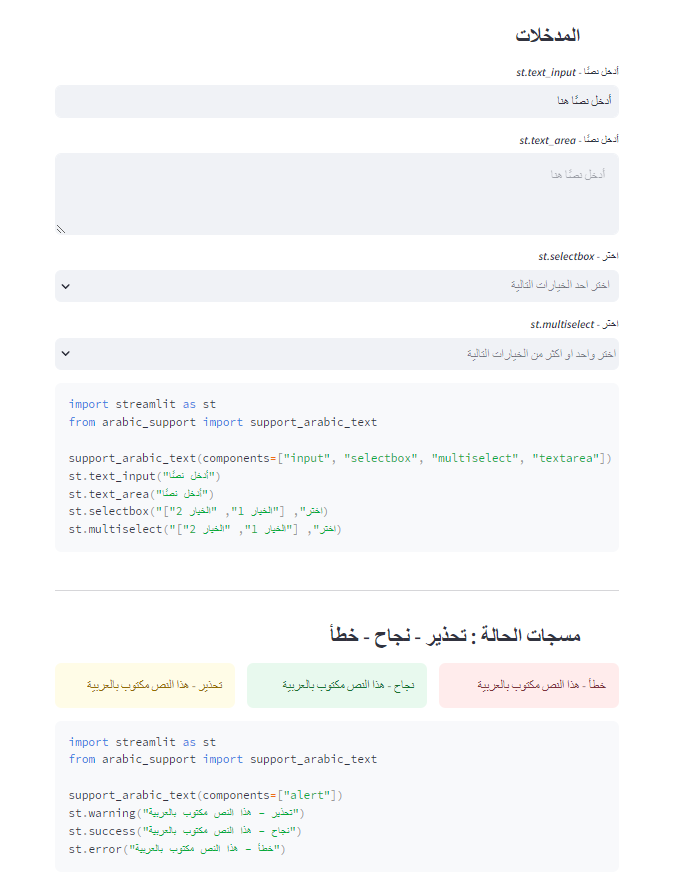 المدخلات
أدخل نصًّا - st.text_input
أدخل نصًّا هنا
أدخل نصًّا - st.text_area
أدخل نصًّا هنا
اختر - st.selectbox
اختر احد الخيارات التالية
اختر - st.multiselect
اختر واحد او اكثر من الخيارات التالية
import streamlit as st
from arabic_support import support_arabic_text
support_arabic_text(components=["input", "selectbox", "multiselect", "textarea"])
st.text_input("أدخل نصًّا")
st.text_area("أدخل نصًّا")
st.selectbox("اختر", ["الخيار 1", "الخيار 2"])
st.multiselect("اختر", ["الخيار 1", "الخيار 2"])
مسجات الحالة : تحذير - نجاح - خطأ
خطأ - هذا النص مكتوب بالعربية
نجاح - هذا النص مكتوب بالعربية
تحذير - هذا النص مكتوب بالعربية
import streamlit as st
from arabic_support import support_arabic_text
support_arabic_text(components=["alert"])
st.warning("تحذير - هذا النص مكتوب بالعربية")
st.success("نجاح - هذا النص مكتوب بالعربية")
st.error("خطأ - هذا النص مكتوب بالعربية")